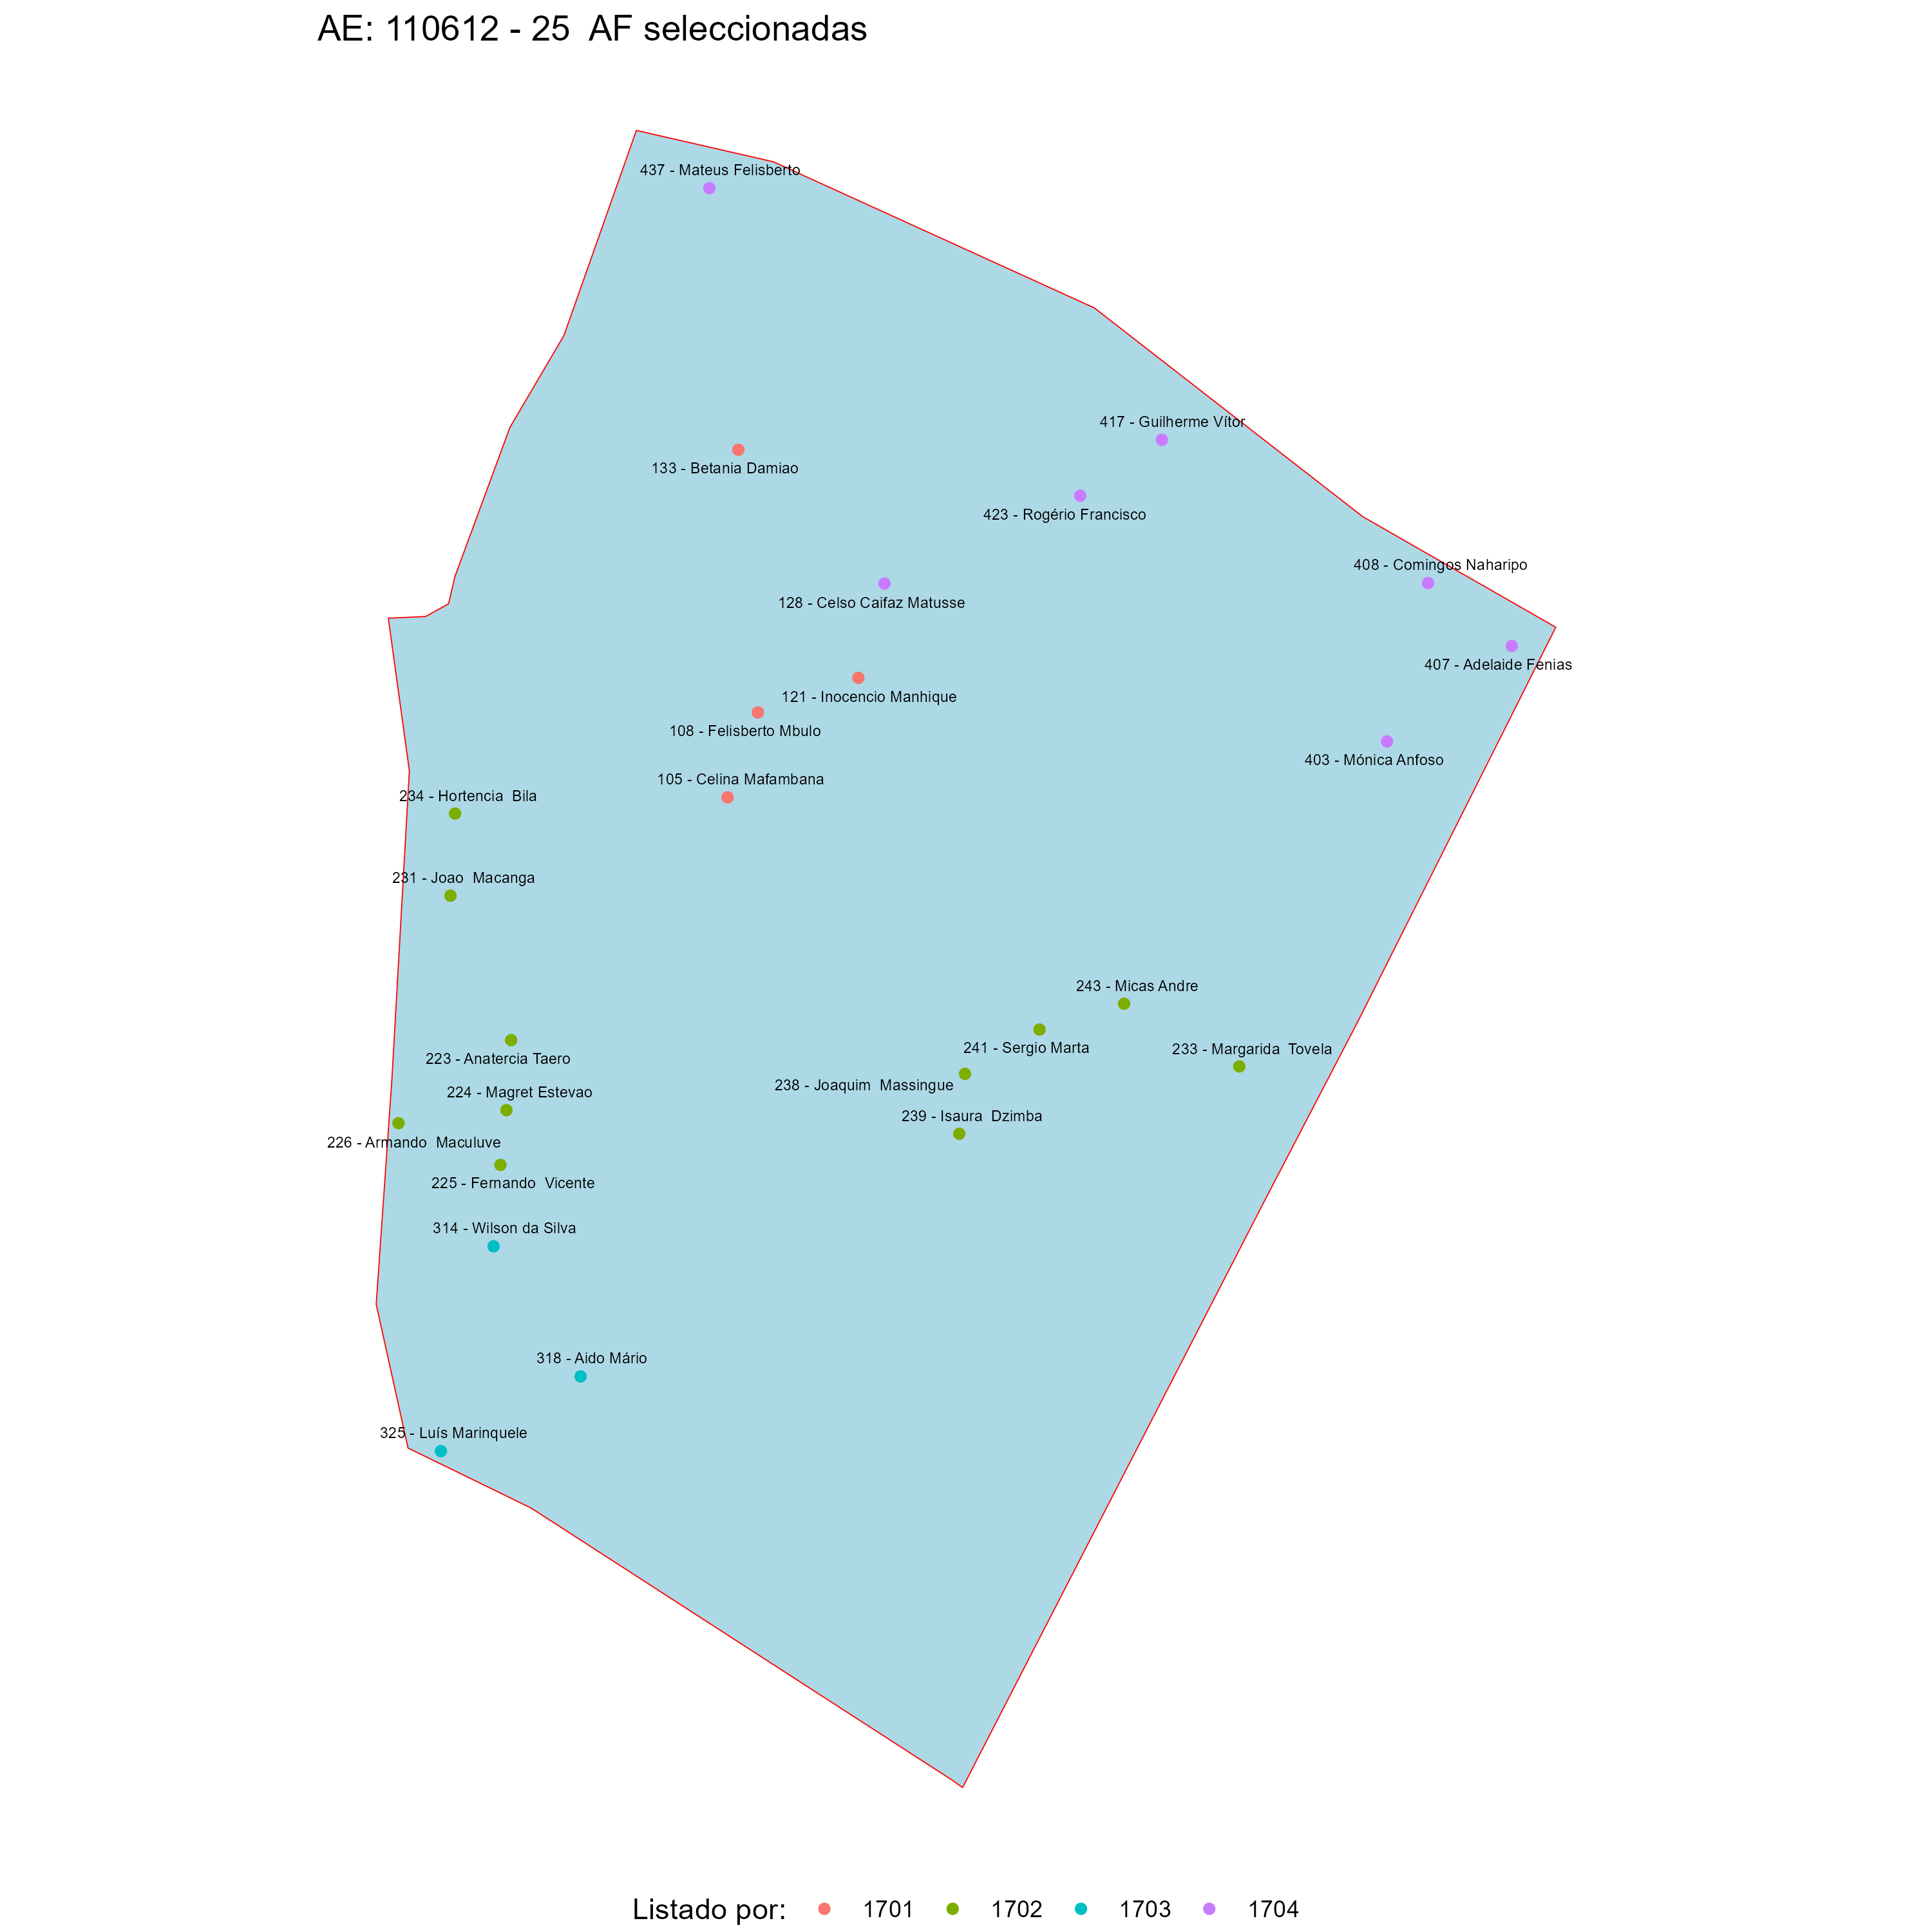 AE: 110612 - 25  AF seleccionadas
437 - Mateus Felisberto
417 - Guilherme Vítor
133 - Betania Damiao
423 - Rogério Francisco
408 - Comingos Naharipo
128 - Celso Caifaz Matusse
407 - Adelaide Fenias
121 - Inocencio Manhique
108 - Felisberto Mbulo
403 - Mónica Anfoso
105 - Celina Mafambana
234 - Hortencia  Bila
231 - Joao  Macanga
243 - Micas Andre
241 - Sergio Marta
233 - Margarida  Tovela
223 - Anatercia Taero
238 - Joaquim  Massingue
224 - Magret Estevao
239 - Isaura  Dzimba
226 - Armando  Maculuve
225 - Fernando  Vicente
314 - Wilson da Silva
318 - Aido Mário
325 - Luís Marinquele
Listado por: 1701 1702 1703 1704